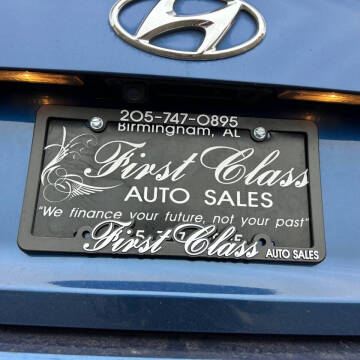 205-747-0895
Birmingham, AL
First Class
AUTO SALES
"We finance your future, not your past"
First Class AUTO SALES